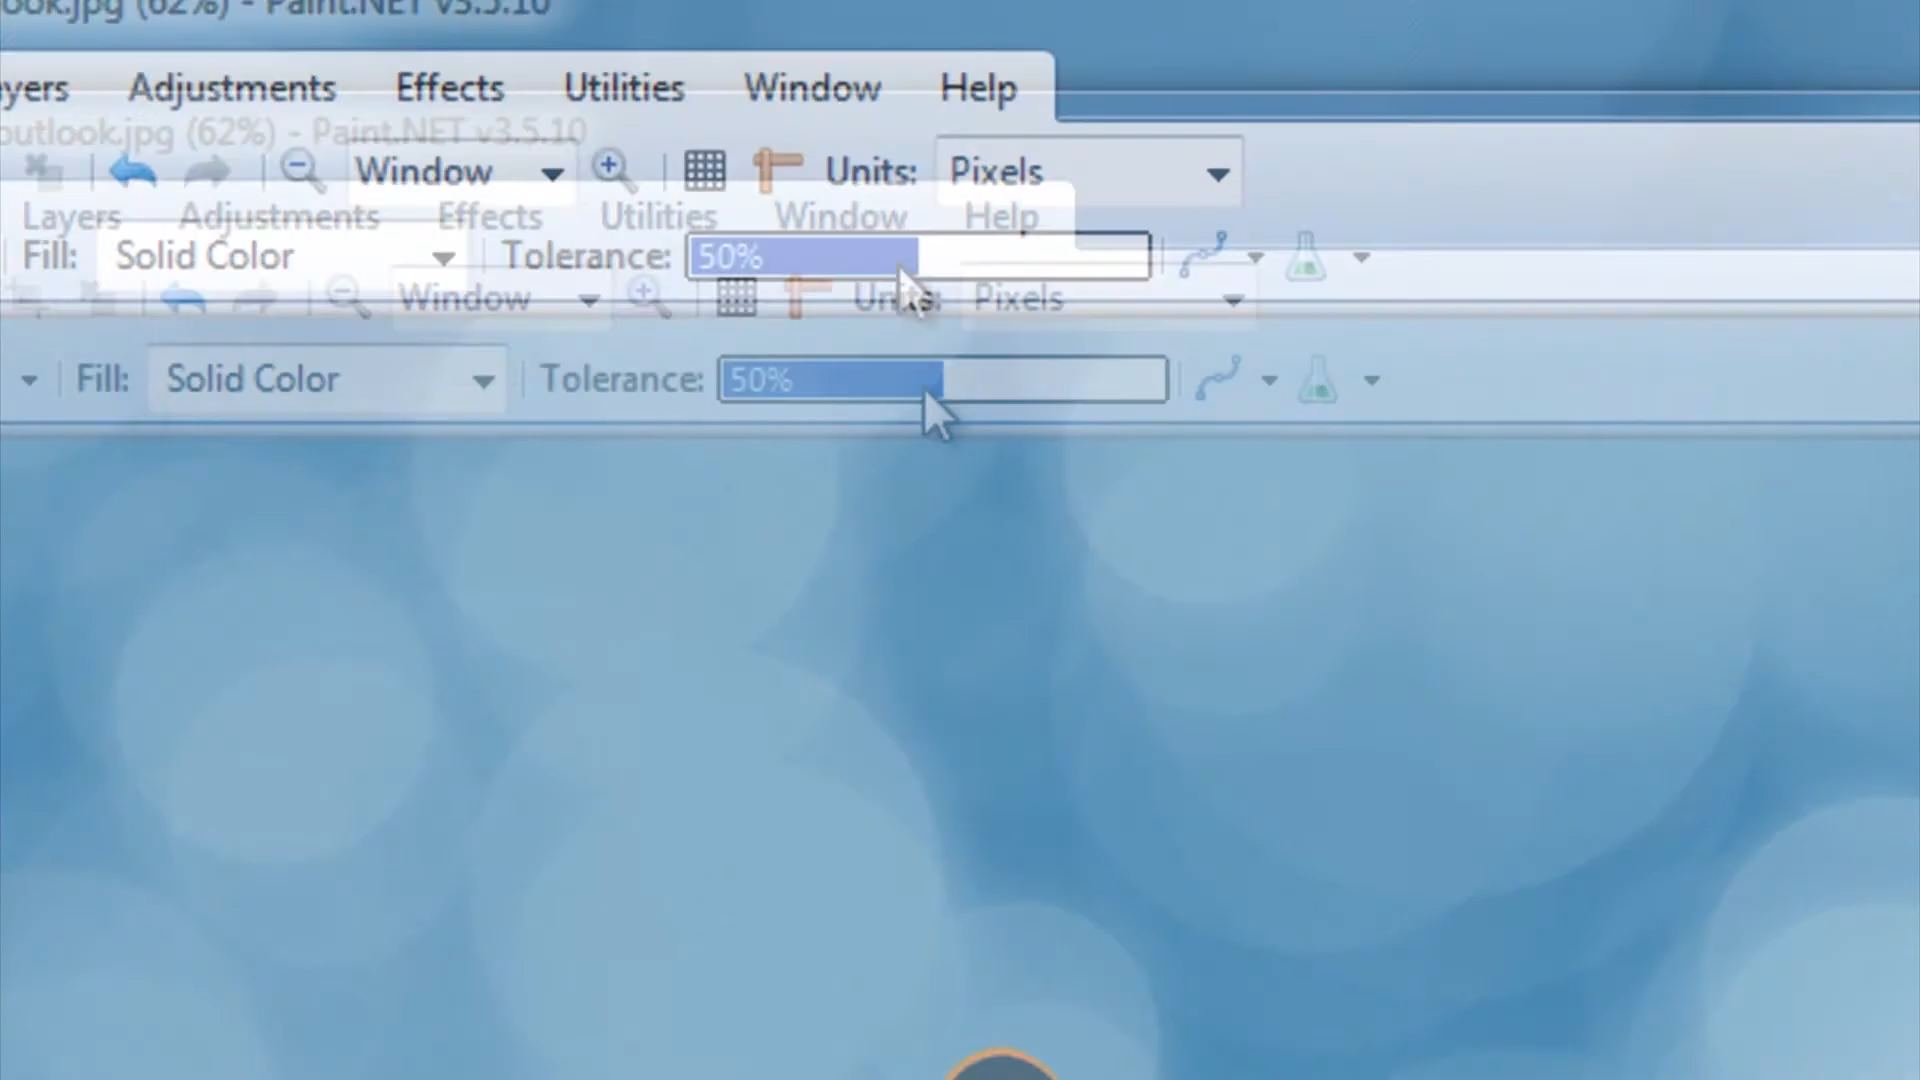 ook.jpg (62%) - Paint.NET v3.5.10
yers Adjustments Effects Utilities Window Help
outlook.jpg (62%) - Paint.NET v3.5.10
Window Units: Pixels
Layers Adjustments Effects Utilities Window Help
Fill: Solid Color Tolerance: 50%
Window Units: Pixels
Fill: Solid Color Tolerance: 50%